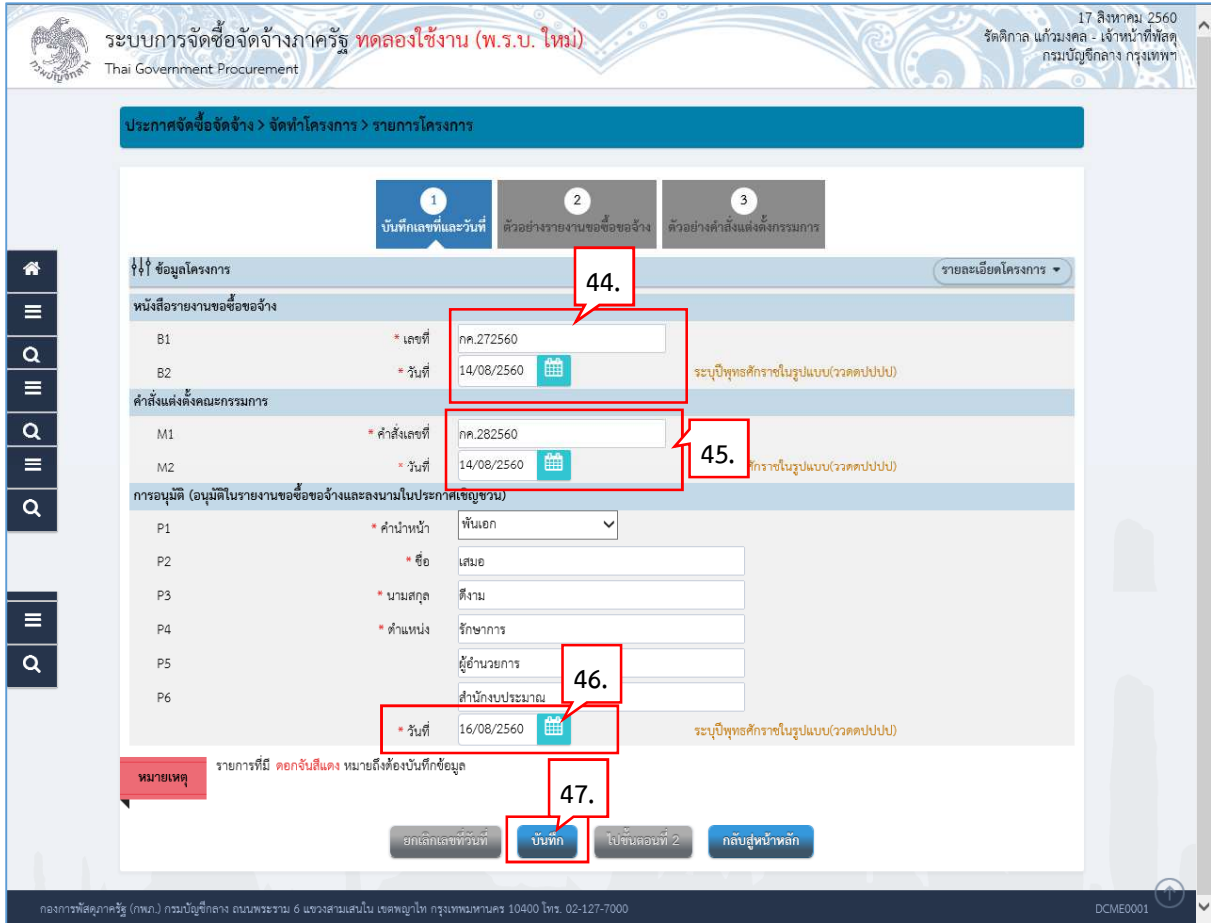 17 สิงหาคม 2560
ระบบการจัดซื้อจัดจ้างภาครัฐ ทดลองใช้งาน (พ.ร.บ. ใหม่)
รัตติกาล แก้วมงคล - เจ้าหน้าที่พัสดุ
กรมบัญชีกลาง กรุงเทพฯ
Thai Government Procurement
กรมบัญชีกลาง
ประกาศจัดซื้อจัดจ้าง > จัดทำโครงการ > รายการโครงการ
1 2 3
บันทึกเลขที่และวันที่ ตัวอย่างรายงานขอซื้อขอจ้าง ตัวอย่างคำสั่งแต่งตั้งกรรมการ
ข้อมูลโครงการ รายละเอียดโครงการ
44.
หนังสือรายงานขอซื้อขอจ้าง
B1 * เลขที่ กค.272560
B2 * วันที่ 14/08/2560 ระบุปีพุทธศักราชในรูปแบบ(ววดดปปปป)
คำสั่งแต่งตั้งคณะกรรมการ
M1 * คำสั่งเลขที่ กค.282560
45.
M2 * วันที่ 14/08/2560 ศักราชในรูปแบบ(ววดดปปปป)
การอนุมัติ (อนุมัติในรายงานขอซื้อขอจ้างและลงนามในประกาศเชิญชวน)
P1 * คำนำหน้า พันเอก
P2 * ชื่อ เสมอ
P3 * นามสกุล ดีงาม
P4 * ตำแหน่ง รักษาการ
P5 ผู้อำนวยการ
46.
P6 สำนักงบประมาณ
* วันที่ 16/08/2560 ระบุปีพุทธศักราชในรูปแบบ(ววดดปปปป)
หมายเหตุ รายการที่มี ดอกจันสีแดง หมายถึงต้องบันทึกข้อมูล
47.
ยกเลิกเลขที่วันที่ บันทึก ไปขั้นตอนที่ 2 กลับสู่หน้าหลัก
กองการพัสดุภาครัฐ (กพภ.) กรมบัญชีกลาง ถนนพระราม 6 แขวงสามเสนใน เขตพญาไท กรุงเทพมหานคร 10400 โทร. 02-127-7000 DCME0001